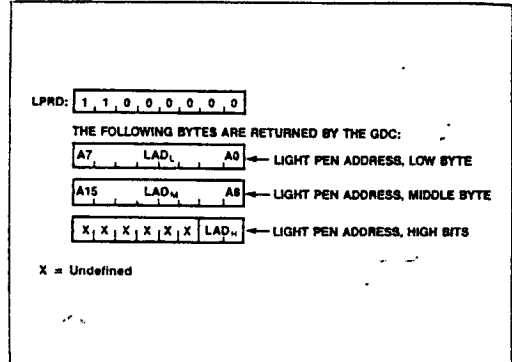 LPRD: 1 1 0 0 0 0 0 0
THE FOLLOWING BYTES ARE RETURNED BY THE GDC:
A7 LADL A0 LIGHT PEN ADDRESS, LOW BYTE
A15 LADM A8 LIGHT PEN ADDRESS, MIDDLE BYTE
X X X X X X LADH LIGHT PEN ADDRESS, HIGH BITS
X = Undefined